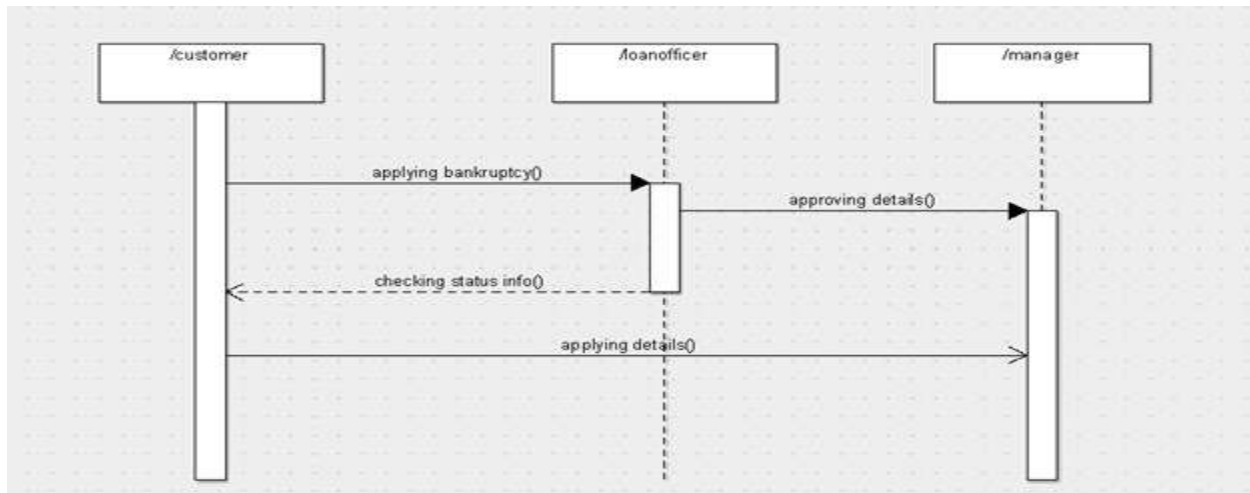 /customer
/loanofficer
/manager
applying bankruptcy()
approving details()
checking status info()
applying details()